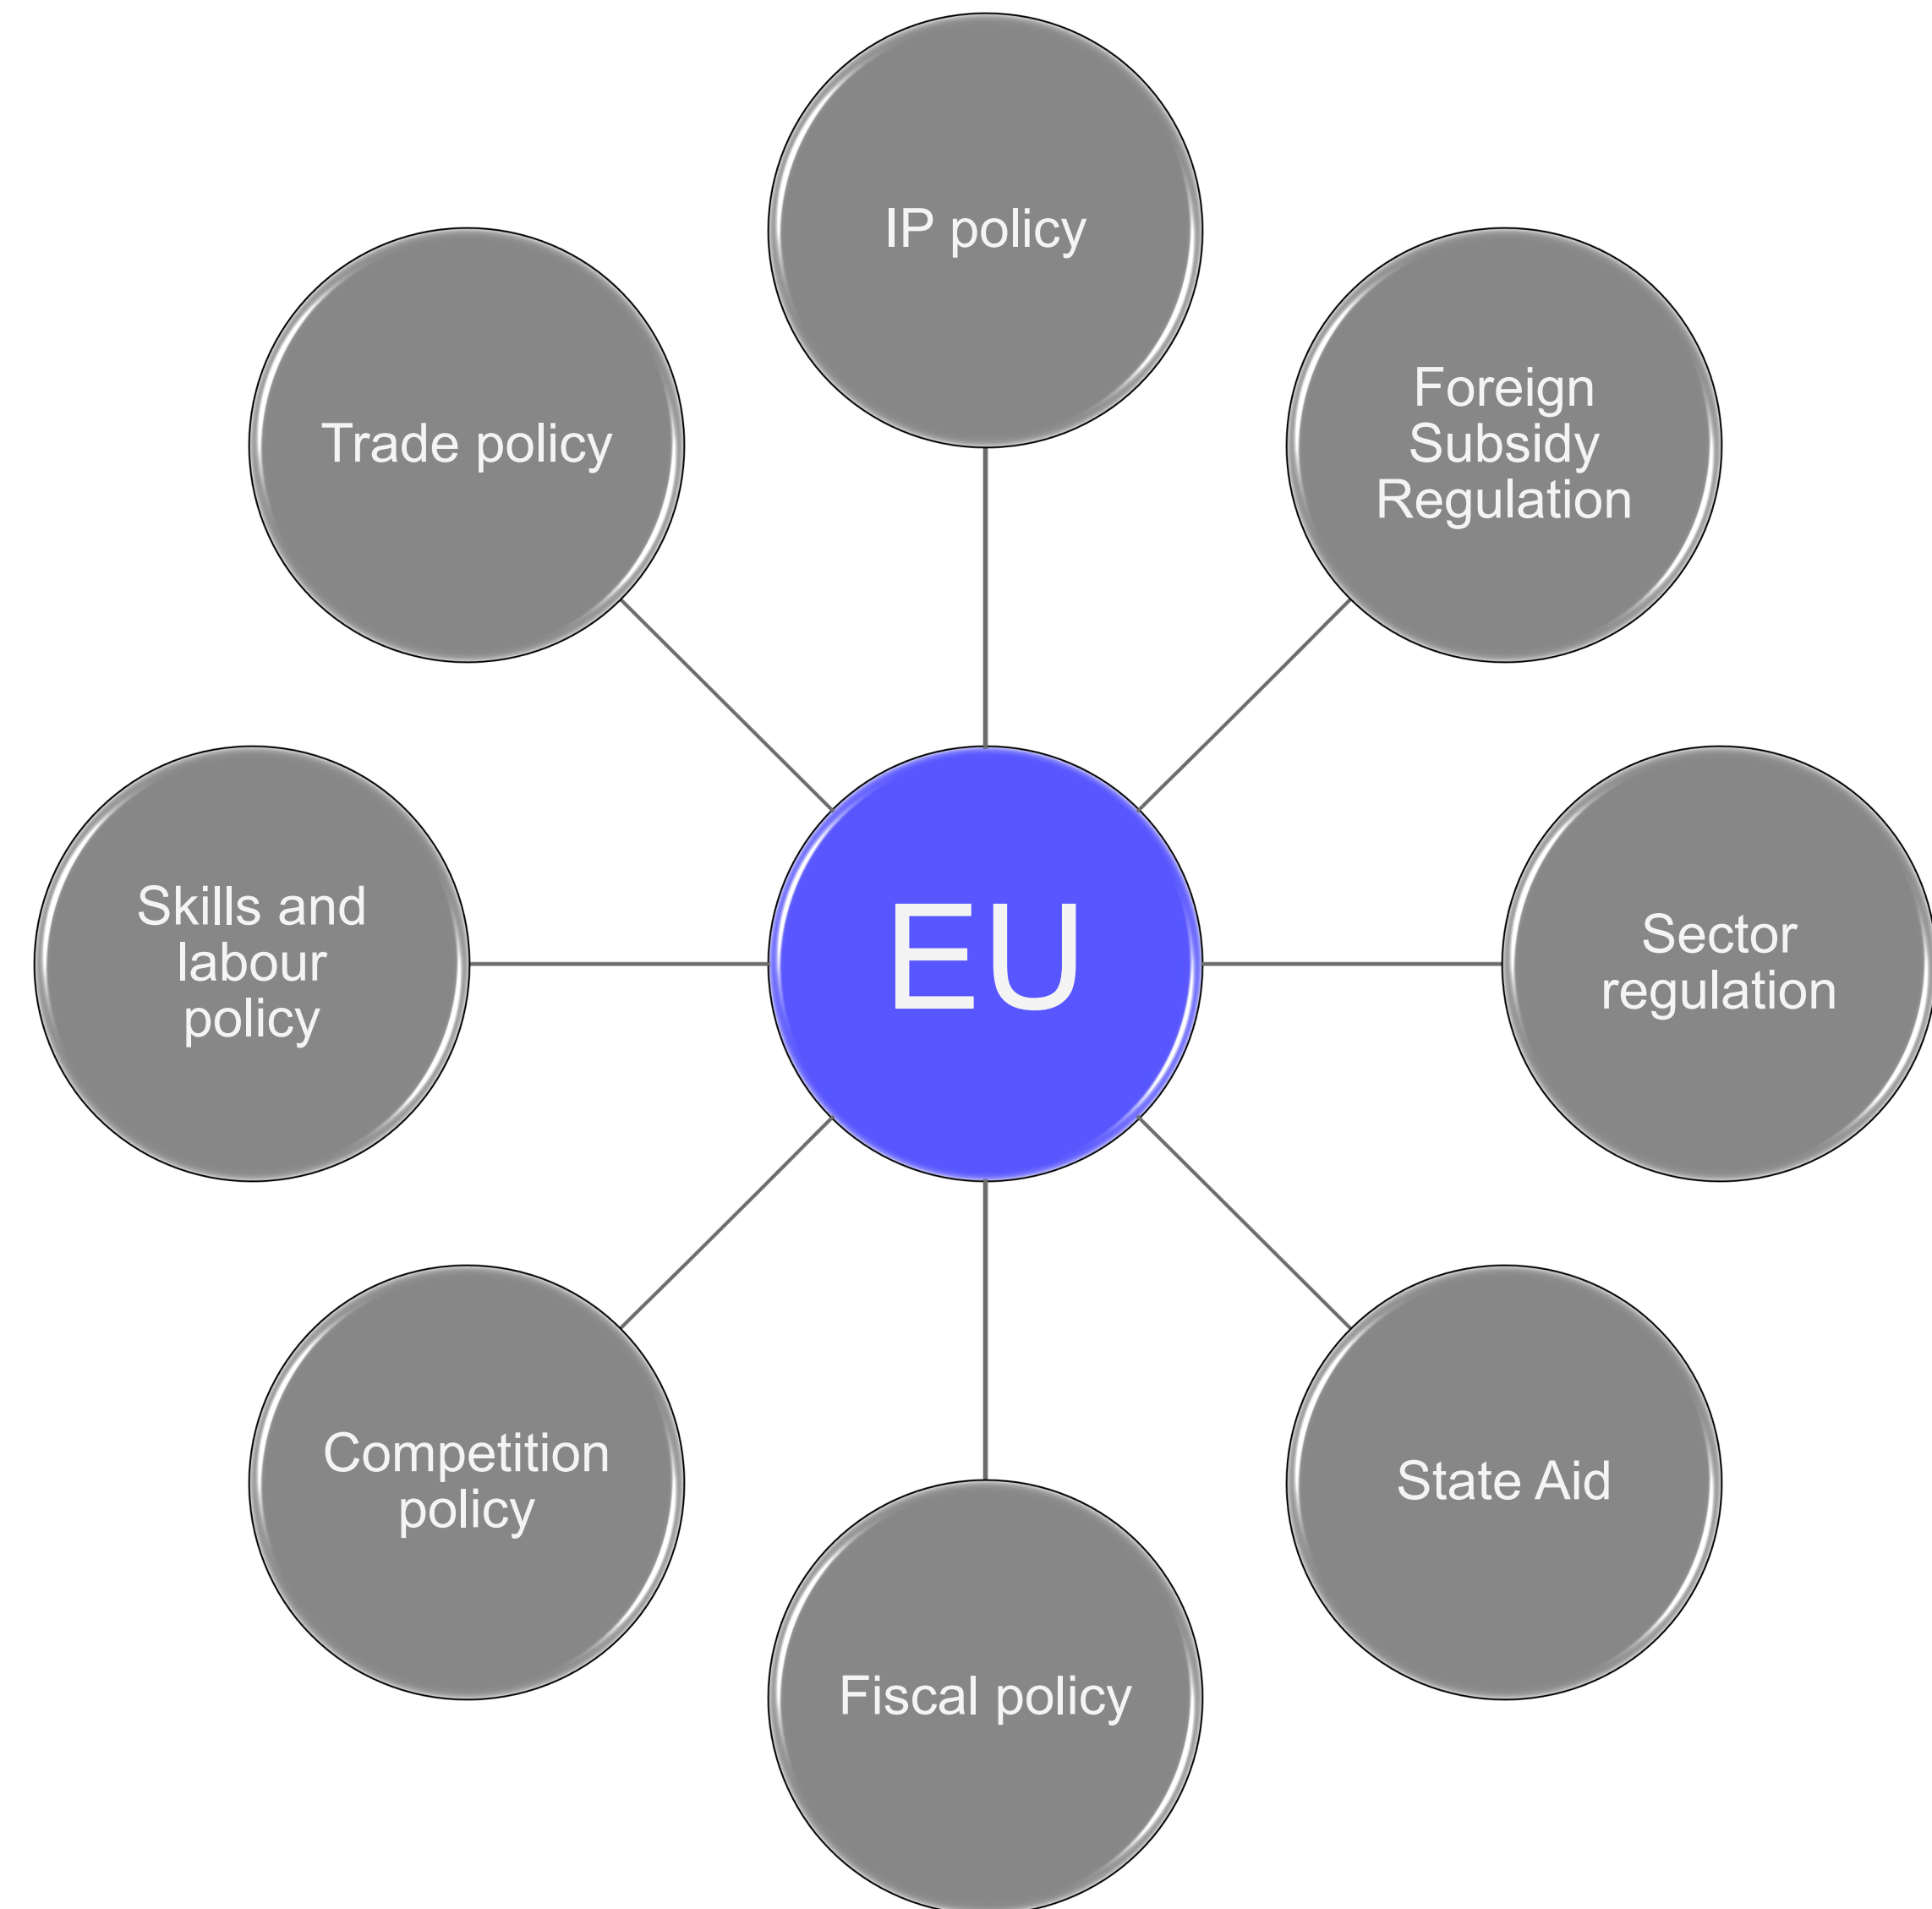 IP policy
Trade policy
Foreign
Subsidy
Regulation
Skills and
labour
policy
EU
Sector
regulation
Competition
policy
State Aid
Fiscal policy